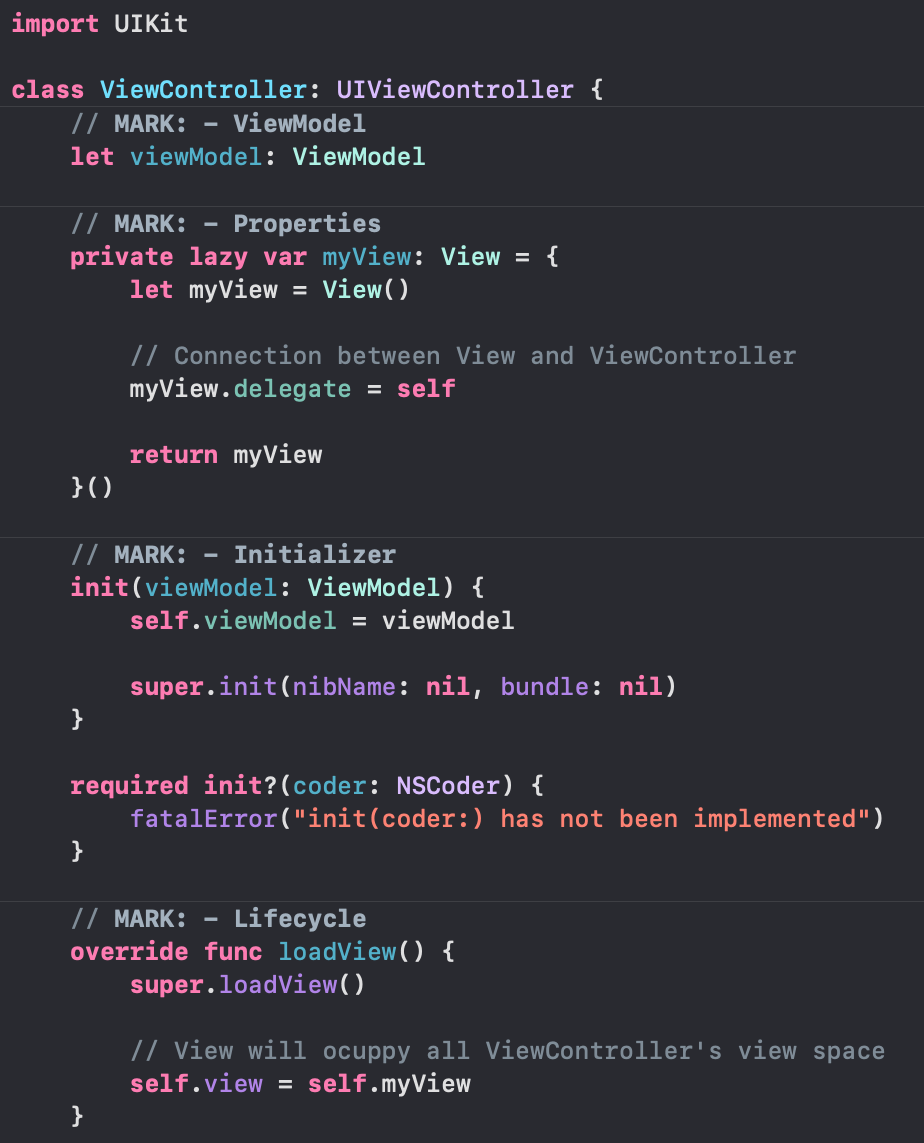 import UIKit
class ViewController: UIViewController {
// MARK: - ViewModel
let viewModel: ViewModel
// MARK: - Properties
private lazy var myView: View = {
let myView = View()
// Connection between View and ViewController
myView.delegate = self
return myView
}()
// MARK: - Initializer
init(viewModel: ViewModel) {
self.viewModel = viewModel
super.init(nibName: nil, bundle: nil)
}
required init?(coder: NSCoder) {
fatalError("init(coder:) has not been implemented")
}
// MARK: - Lifecycle
override func loadView() {
super.loadView()
// View will ocuppy all ViewController's view space
self.view = self.myView
}